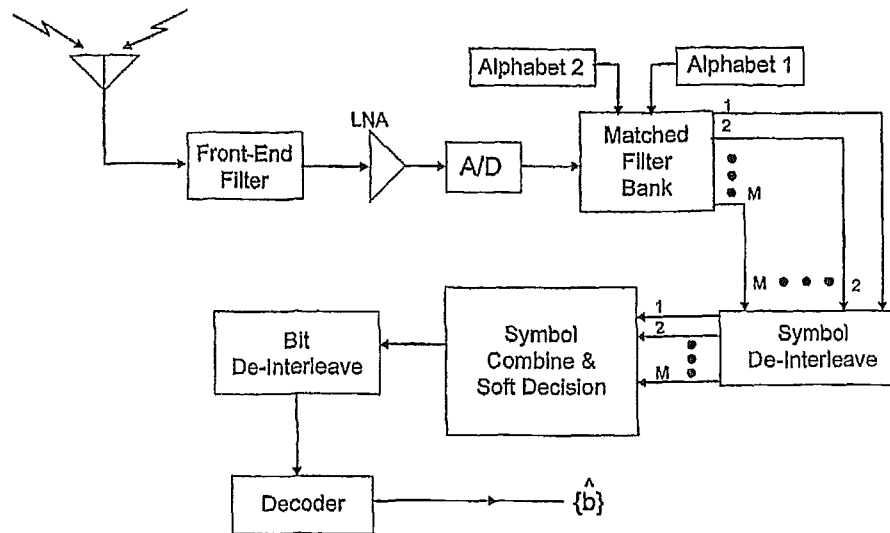 Alphabet 2
Alphabet 1
LNA
1
2
Front-End
Filter
A/D
Matched
Filter
Bank
M
M
2
1
2
M
Symbol
De-Interleave
Symbol
Combine &
Soft Decision
Bit
De-Interleave
Decoder
{b̂}